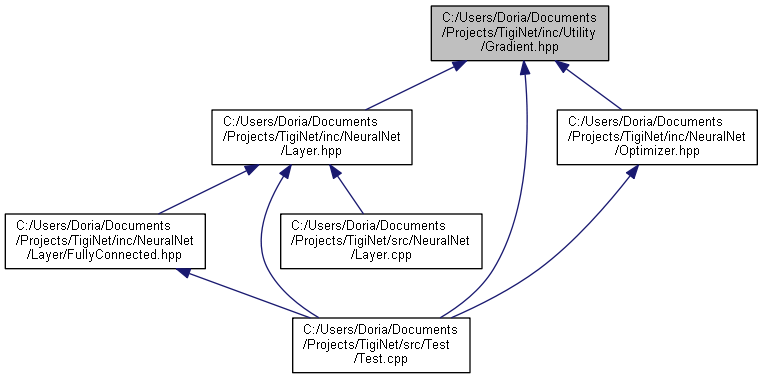 C:/Users/Doria/Documents
/Projects/TigiNet/inc/Utility
/Gradient.hpp
C:/Users/Doria/Documents
/Projects/TigiNet/inc/NeuralNet
/Layer.hpp
C:/Users/Doria/Documents
/Projects/TigiNet/inc/NeuralNet
/Optimizer.hpp
C:/Users/Doria/Documents
/Projects/TigiNet/inc/NeuralNet
/Layer/FullyConnected.hpp
C:/Users/Doria/Documents
/Projects/TigiNet/src/NeuralNet
/Layer.cpp
C:/Users/Doria/Documents
/Projects/TigiNet/src/Test
/Test.cpp